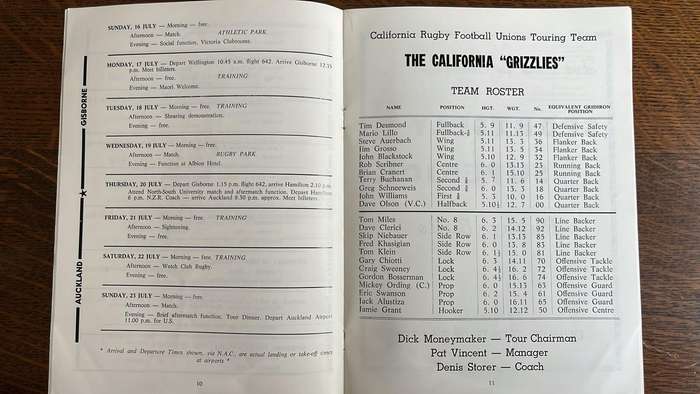 SUNDAY, 16 JULY — Morning — free.
Afternoon — Match. ATHLETIC PARK
Evening — Social function, Victoria Clubrooms.
MONDAY, 17 JULY — Depart Wellington 10.45 a.m. flight 642. Arrive Gisborne 12.35
p.m. Meet billeters.
Afternoon — free. TRAINING
Evening — Maori Welcome.
TUESDAY, 18 JULY — Morning — free. TRAINING
Afternoon — Shearing demonstration.
Evening — free.
WEDNESDAY, 19 JULY — Morning — free.
Afternoon — Match. RUGBY PARK
Evening — Function at Albion Hotel.
THURSDAY, 20 JULY — Depart Gisborne 1.15 p.m. flight 642, arrive Hamilton 2.10 p.m.
Attend North-South University match and aftermatch function. Depart Hamilton
6 p.m. N.Z.R. Coach — arrive Auckland 8.30 p.m. approx. Meet billeters.
FRIDAY, 21 JULY — Morning — free. TRAINING
Afternoon — Sightseeing.
Evening — free.
SATURDAY, 22 JULY — Morning — free. TRAINING
Afternoon — Watch Club Rugby.
Evening — free.
SUNDAY, 23 JULY — Morning — free.
Afternoon — Match.
Evening — Brief aftermatch function. Tour Dinner. Depart Auckland Airport
11.00 p.m. for U.S.
* Arrival and Departure Times shown, via N.A.C., are actual landing or take-off times
at airports *
GISBORNE
AUCKLAND
10
California Rugby Football Unions Touring Team
THE CALIFORNIA "GRIZZLIES"
TEAM ROSTER
NAME POSITION HGT. WGT. No. EQUIVALENT GRIDIRON
POSITION
Tim Desmond Fullback 5. 9 11. 9 47 Defensive Safety
Mario Lillo Fullback-¾ 5.11 11.13 49 Defensive Safety
Steve Auerbach Wing 5.11 13. 3 36 Flanker Back
Jim Grosso Wing 5.11 13. 5 34 Flanker Back
John Blackstock Wing 5.10 12. 9 32 Flanker Back
Rob Scribner Centre 6. 0 13.13 23 Running Back
Brian Cranert Centre 6. 1 15.10 25 Running Back
Terry Buchanan Second 5. 7 11. 6 14 Quarter Back
Greg Schneeweis Second 6. 0 13. 3 18 Quarter Back
John Williams First 5. 3 10. 0 16 Quarter Back
Dave Olson (V.C.) Halfback 5.10½ 12. 7 00 Quarter Back
Tom Miles No. 8 6. 3 15. 5 90 Line Backer
Dave Clerici No. 8 6. 2 14.12 92 Line Backer
Skip Niebauer Side Row 6. 1 13.13 85 Line Backer
Fred Khasigian Side Row 6. 0 13. 8 83 Line Backer
Tom Klein Side Row 6. 1½ 15. 0 81 Line Backer
Gary Chiotti Lock 6. 3 14.11 70 Offensive Tackle
Craig Sweeney Lock 6. 4½ 16. 2 72 Offensive Tackle
Gordon Bosserman Lock 6. 4½ 16. 6 74 Offensive Tackle
Mickey Ording (C.) Prop 6. 0 15.13 63 Offensive Guard
Eric Swanson Prop 6. 2 15. 4 61 Offensive Guard
Jack Alustiza Prop 6. 0 16.11 65 Offensive Guard
Jamie Grant Hooker 5.10 12.12 50 Offensive Centre
Dick Moneymaker — Tour Chairman
Pat Vincent — Manager
Denis Storer — Coach
11